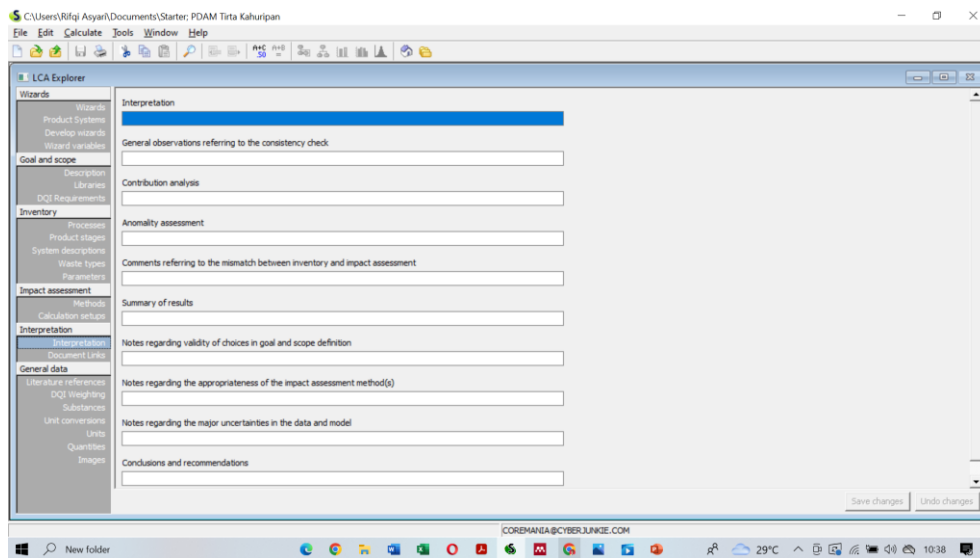 C:\Users\Rifqi Asyari\Documents\Starter; PDAM Tirta Kahuripan
File Edit Calculate Tools Window Help
A+C 50 A+B
LCA Explorer
Wizards
Wizards
Product Systems
Develop wizards
Wizard variables
Goal and scope
Description
Libraries
DQI Requirements
Inventory
Processes
Product stages
System descriptions
Waste types
Parameters
Impact assessment
Methods
Calculation setups
Interpretation
Interpretation
Document Links
General data
Literature references
DQI Weighting
Substances
Unit conversions
Units
Quantities
Images
Interpretation
General observations referring to the consistency check
Contribution analysis
Anomality assessment
Comments referring to the mismatch between inventory and impact assessment
Summary of results
Notes regarding validity of choices in goal and scope definition
Notes regarding the appropriateness of the impact assessment method(s)
Notes regarding the major uncertainties in the data and model
Conclusions and recommendations
Save changes Undo changes
COREMANIA@CYBERJUNKIE.COM
New folder 29°C 10:38